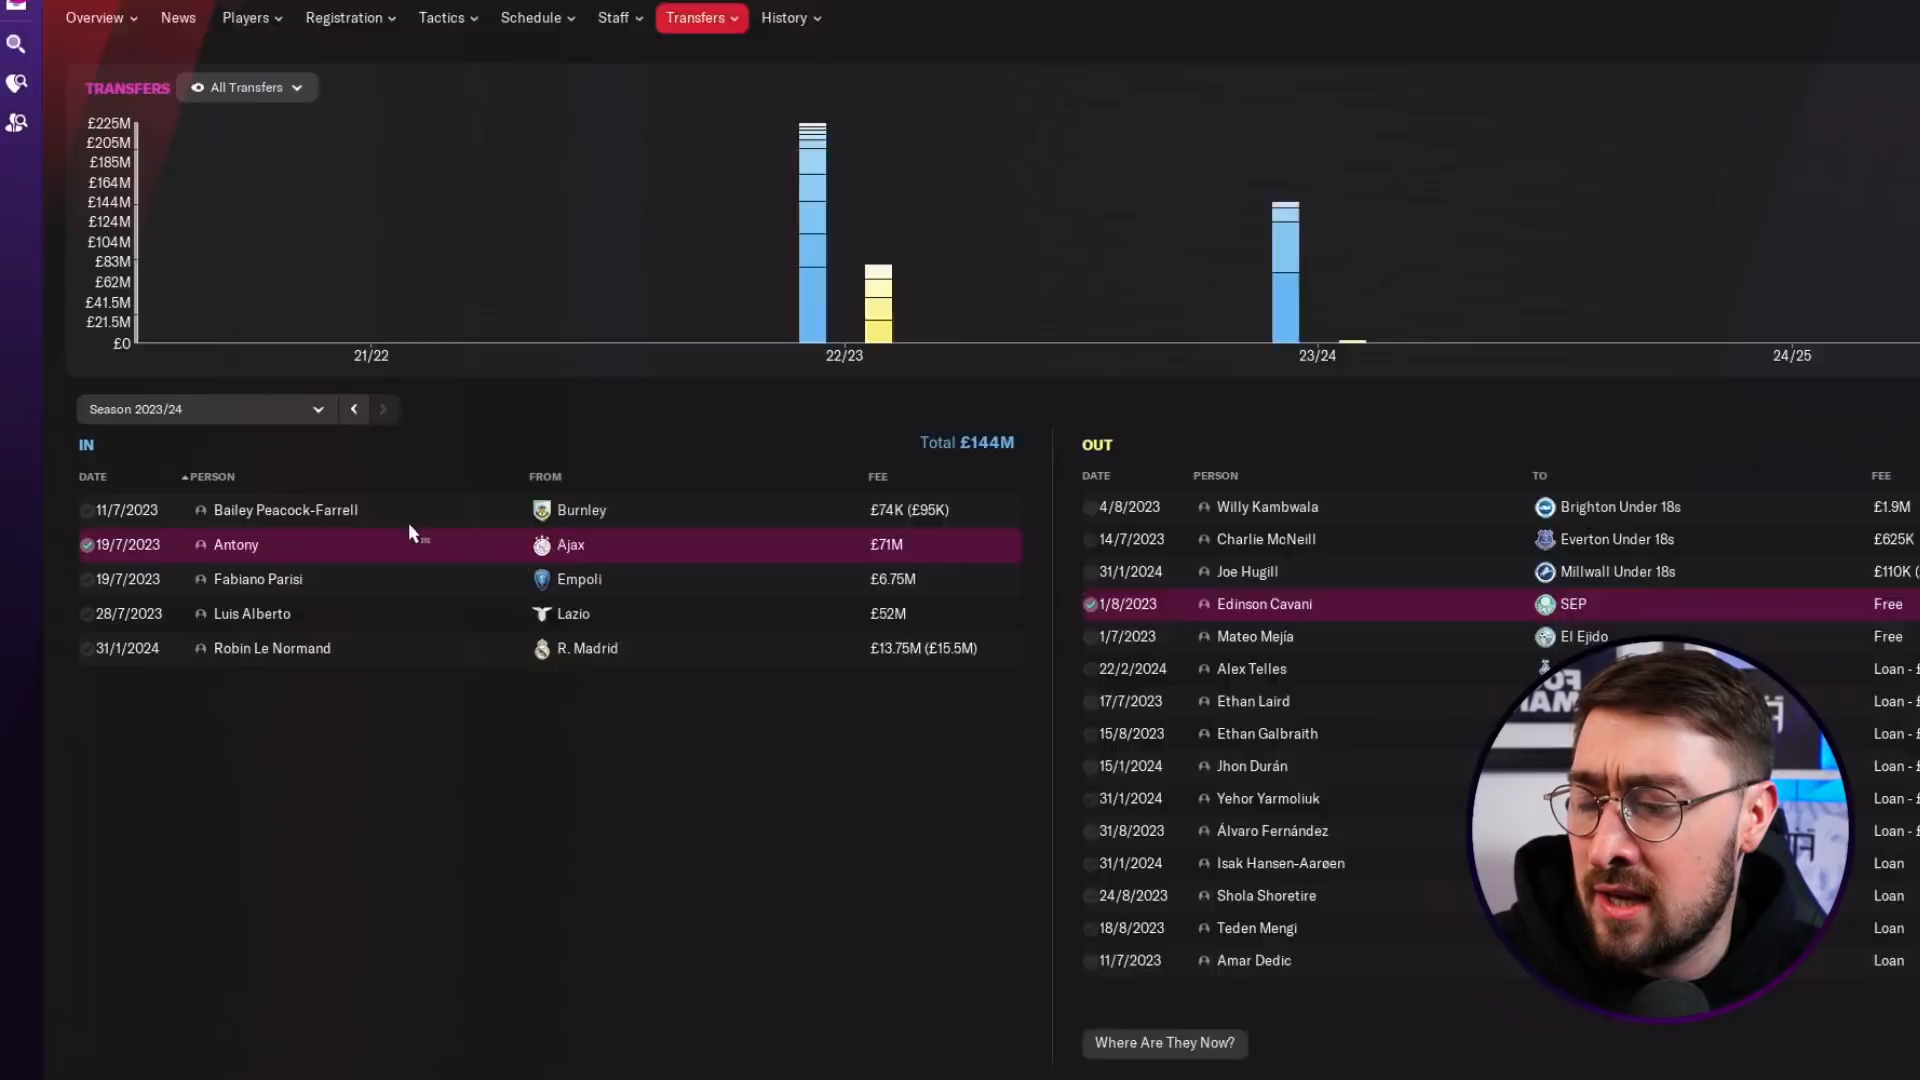 Overview News Players Registration Tactics Schedule Staff Transfers History
TRANSFERS All Transfers
£225M
£205M
£185M
£164M
£144M
£124M
£104M
£83M
£62M
£41.5M
£21.5M
£0
21/22 22/23 23/24 24/25
Season 2023/24
IN Total £144M
DATE PERSON FROM FEE
11/7/2023 Bailey Peacock-Farrell Burnley £74K (£95K)
19/7/2023 Antony Ajax £71M
19/7/2023 Fabiano Parisi Empoli £6.75M
28/7/2023 Luis Alberto Lazio £52M
31/1/2024 Robin Le Normand R. Madrid £13.75M (£15.5M)
OUT
DATE PERSON TO FEE
4/8/2023 Willy Kambwala Brighton Under 18s £1.9M
14/7/2023 Charlie McNeill Everton Under 18s £625K
31/1/2024 Joe Hugill Millwall Under 18s £110K (
1/8/2023 Edinson Cavani SEP Free
1/7/2023 Mateo Mejía El Ejido Free
22/2/2024 Alex Telles Loan - £
17/7/2023 Ethan Laird Loan - £
15/8/2023 Ethan Galbraith Loan - £
15/1/2024 Jhon Durán Loan - £
31/1/2024 Yehor Yarmoliuk Loan - £
31/8/2023 Álvaro Fernández Loan - £
31/1/2024 Isak Hansen-Aarøen Loan
24/8/2023 Shola Shoretire Loan
18/8/2023 Teden Mengi Loan
11/7/2023 Amar Dedic Loan
Where Are They Now?